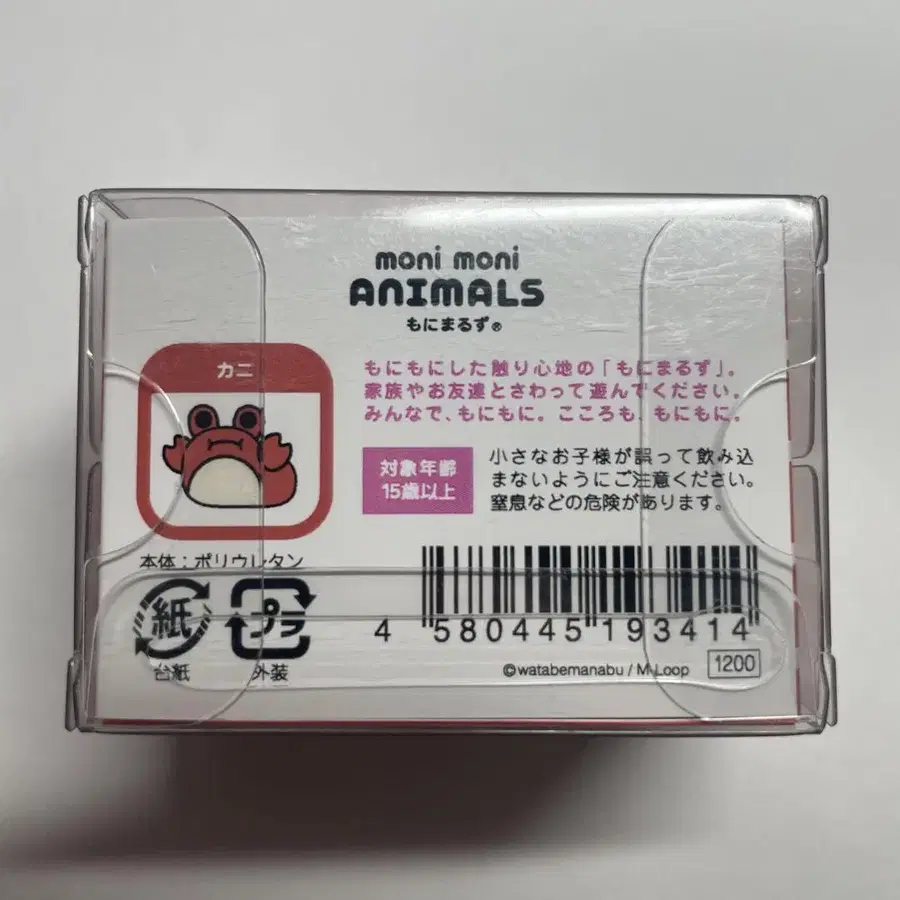 moni moni
ANIMALS
もにまるず®
カニ
もにもにした触り心地の「もにまるず」。
家族やお友達とさわって遊んでください。
みんなで、もにもに。こころも、もにもに。
対象年齢
15歳以上
小さなお子様が誤って飲み込
まないようにご注意ください。
窒息などの危険があります。
本体：ポリウレタン
紙
プラ
台紙
外装
4 580445 193414
©watabemanabu / M Loop
1200